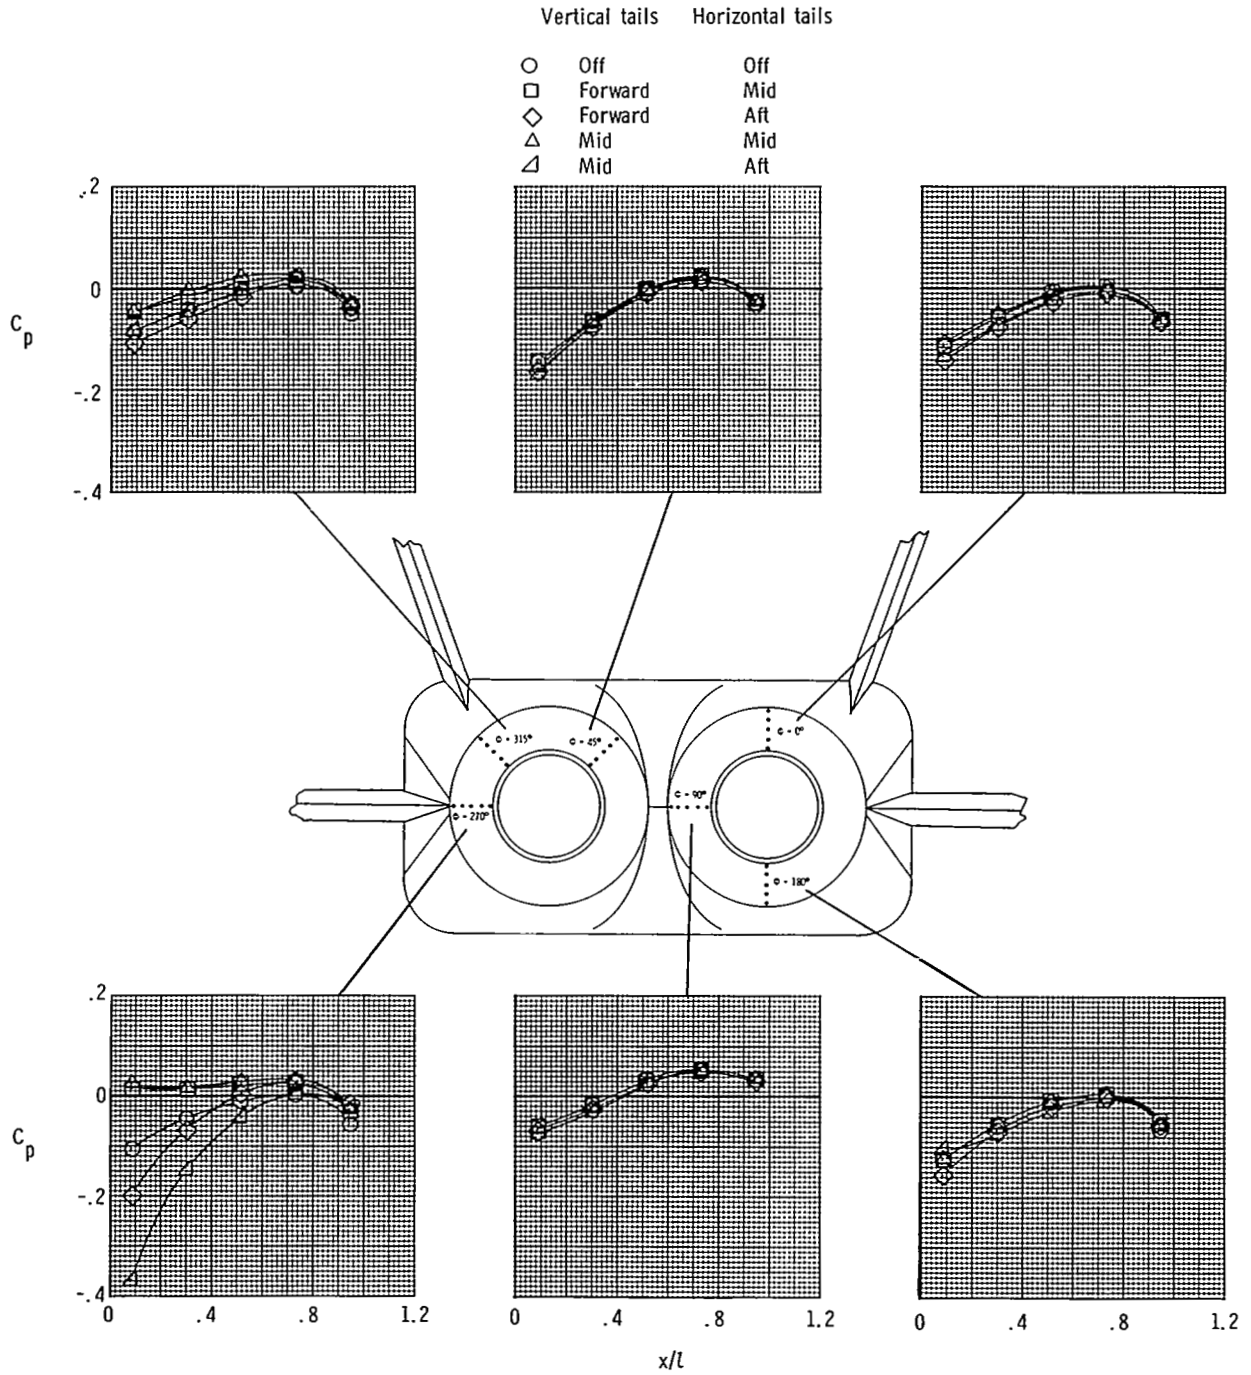 Vertical tails Horizontal tails
Off Off
Forward Mid
Forward Aft
Mid Mid
Mid Aft
.2
0
-.2
-.4
C_p
Φ - 315°
Φ - 45°
Φ - 0°
Φ - 270°
Φ - 90°
Φ - 180°
.2
0
-.2
-.4
C_p
0 .4 .8 1.2
0 .4 .8 1.2
0 .4 .8 1.2
x/l